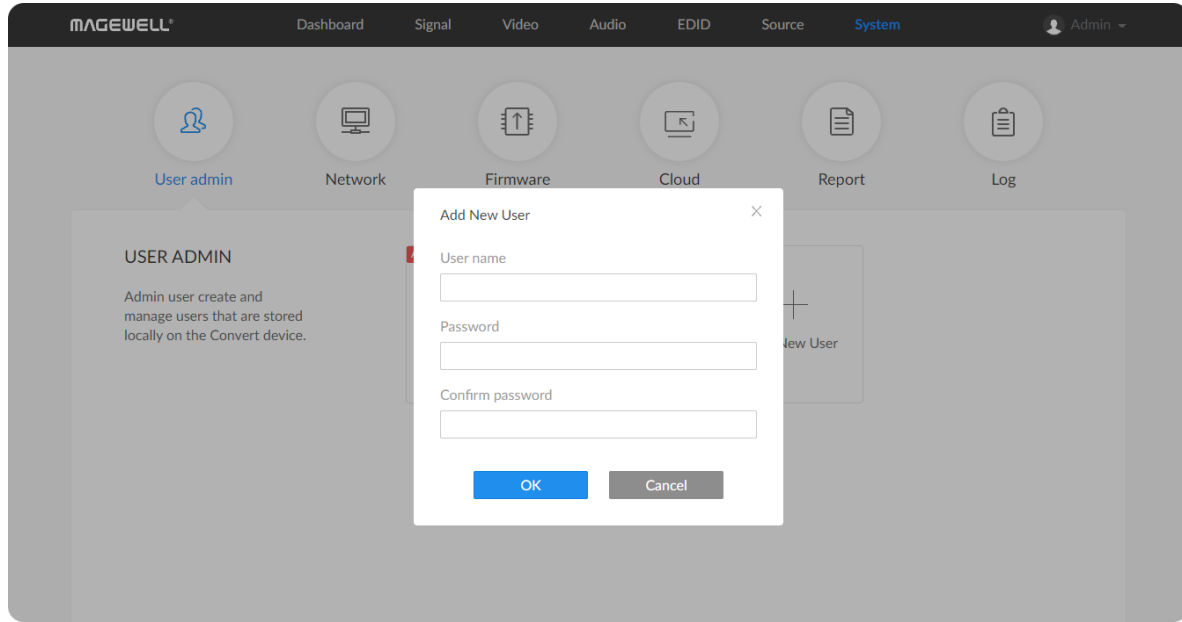 MAGEWELL®
Dashboard
Signal
Video
Audio
EDID
Source
System
Admin
User admin
Network
Firmware
Cloud
Report
Log
USER ADMIN
Admin user create and
manage users that are stored
locally on the Convert device.
Add New User
User name
Password
Confirm password
OK
Cancel
New User